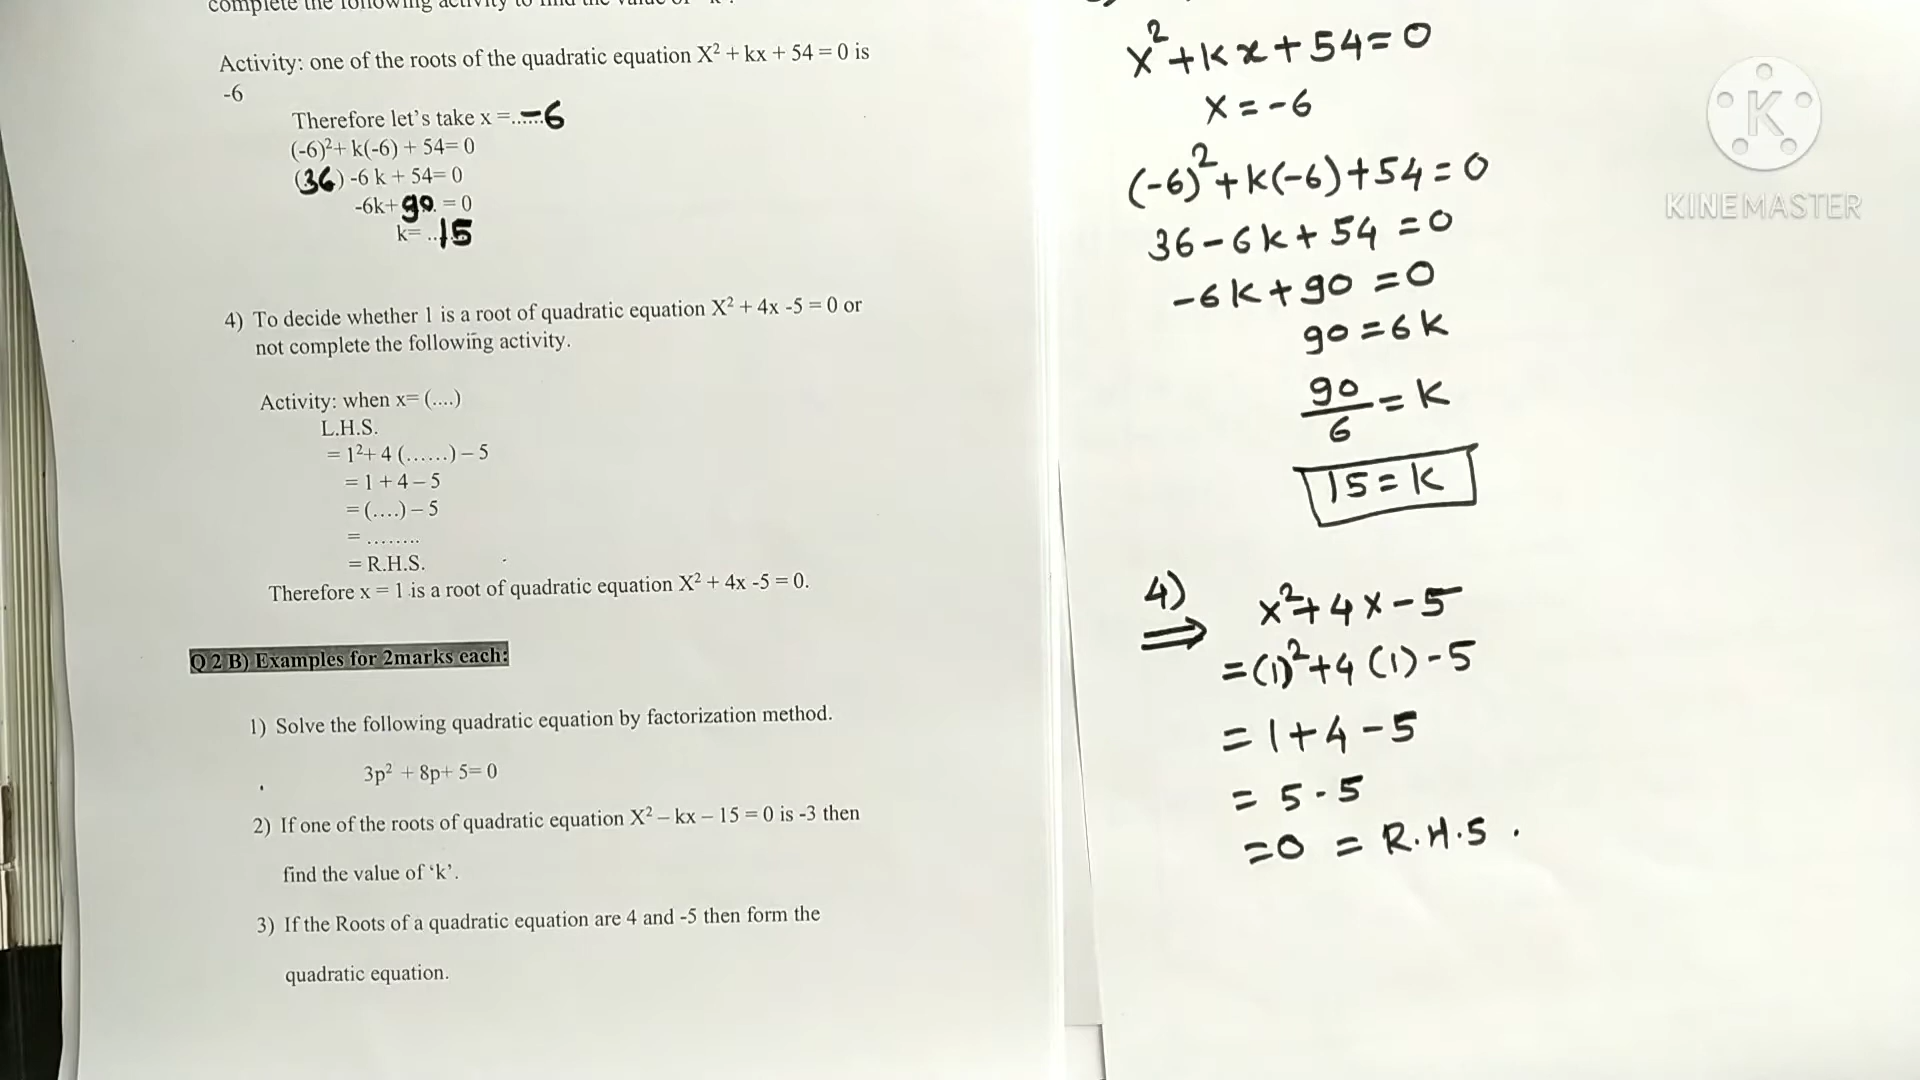 complete the following activity to find the value of 'k'.
Activity: one of the roots of the quadratic equation X² + kx + 54 = 0 is
-6
Therefore let's take x =......-6
(-6)²+ k(-6) + 54= 0
(36) -6 k + 54= 0
-6k+ 90. = 0
k= ..15
4) To decide whether 1 is a root of quadratic equation X² + 4x -5 = 0 or
not complete the following activity.
Activity: when x= (....)
L.H.S.
= 1²+ 4 (......) – 5
= 1 + 4 – 5
= (....) – 5
= ........
= R.H.S.
Therefore x = 1 is a root of quadratic equation X² + 4x -5 = 0.
Q 2 B) Examples for 2marks each:
1) Solve the following quadratic equation by factorization method.
3p² + 8p+ 5= 0
2) If one of the roots of quadratic equation X² – kx – 15 = 0 is -3 then
find the value of ‘k’.
3) If the Roots of a quadratic equation are 4 and -5 then form the
quadratic equation.
x²+kx+54=0
x=-6
(-6)²+k(-6)+54=0
36-6k+54=0
-6k+90=0
90=6k
90/6=k
15=k
4)
⇒ x²+4x-5
=(1)²+4(1)-5
=1+4-5
=5-5
=0 = R.H.S.
K
KINEMASTER